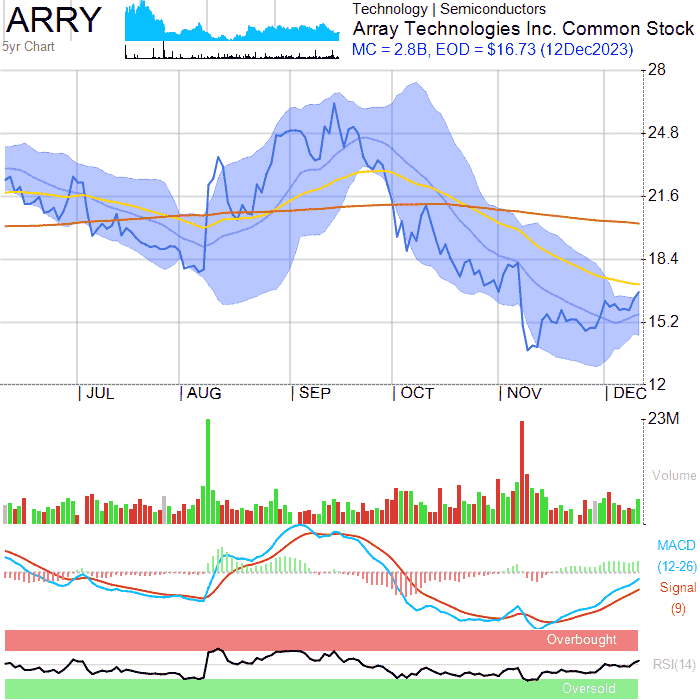 ARRY
5yr Chart
Technology | Semiconductors
Array Technologies Inc. Common Stock
MC = 2.8B, EOD = $16.73 (12Dec2023)
28
24.8
21.6
18.4
15.2
12
JUL
AUG
SEP
OCT
NOV
DEC
23M
Volume
MACD
(12-26)
Signal
(9)
Overbought
RSI(14)
Oversold